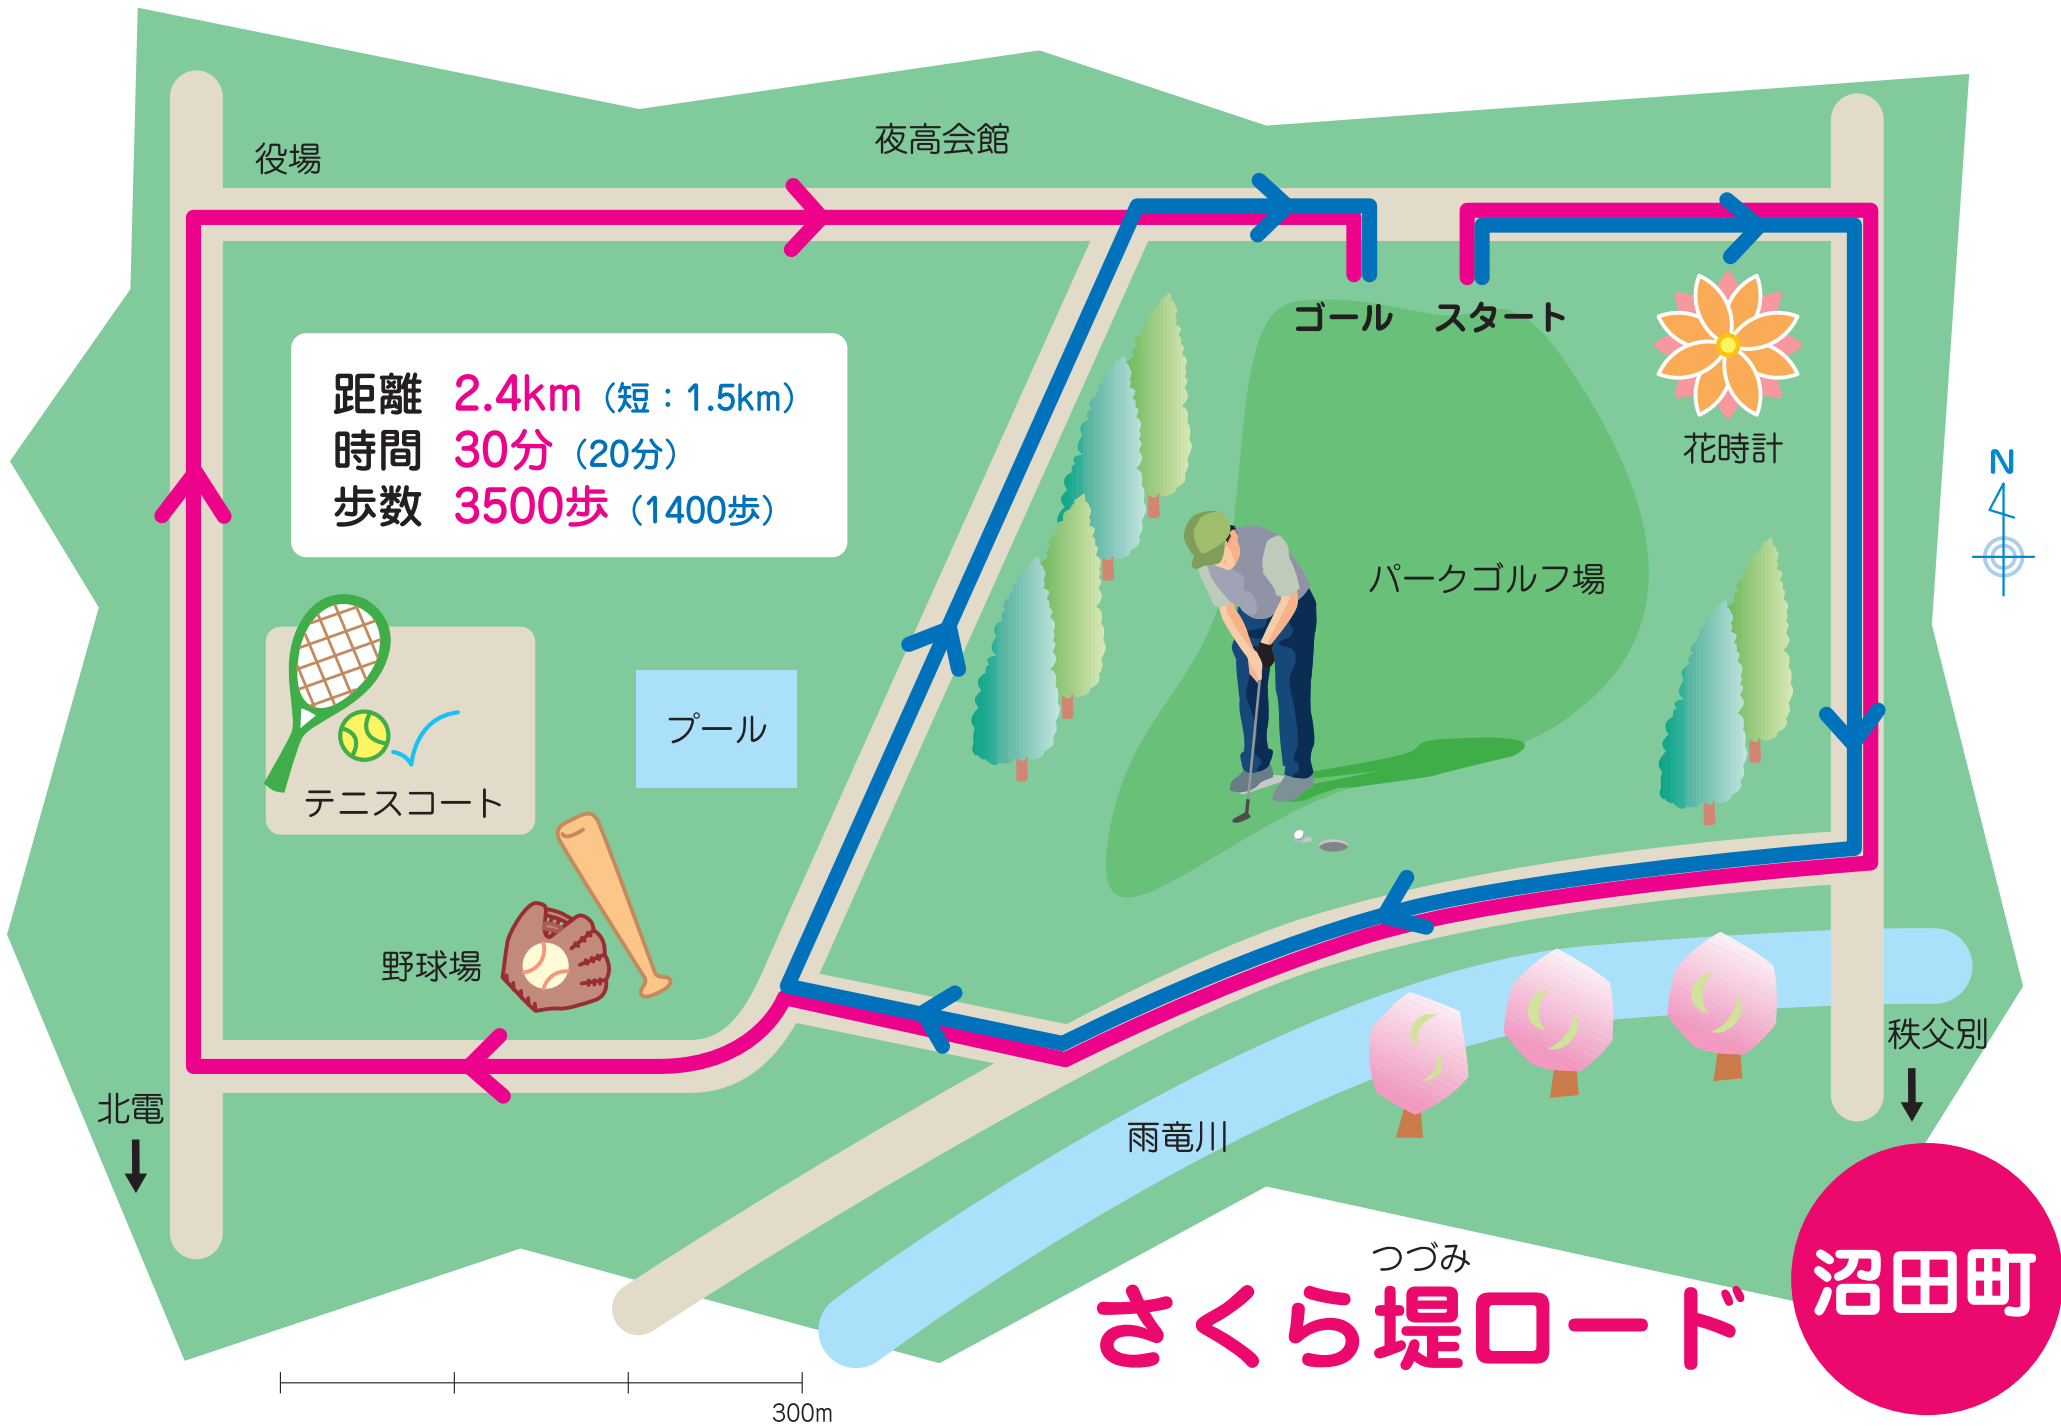 役場
夜高会館
ゴール
スタート
距離 2.4km（短：1.5km）
時間 30分（20分）
歩数 3500歩（1400歩）
花時計
N
パークゴルフ場
プール
テニスコート
野球場
秩父別
北電
雨竜川
つづみ
さくら堤ロード
沼田町
300m